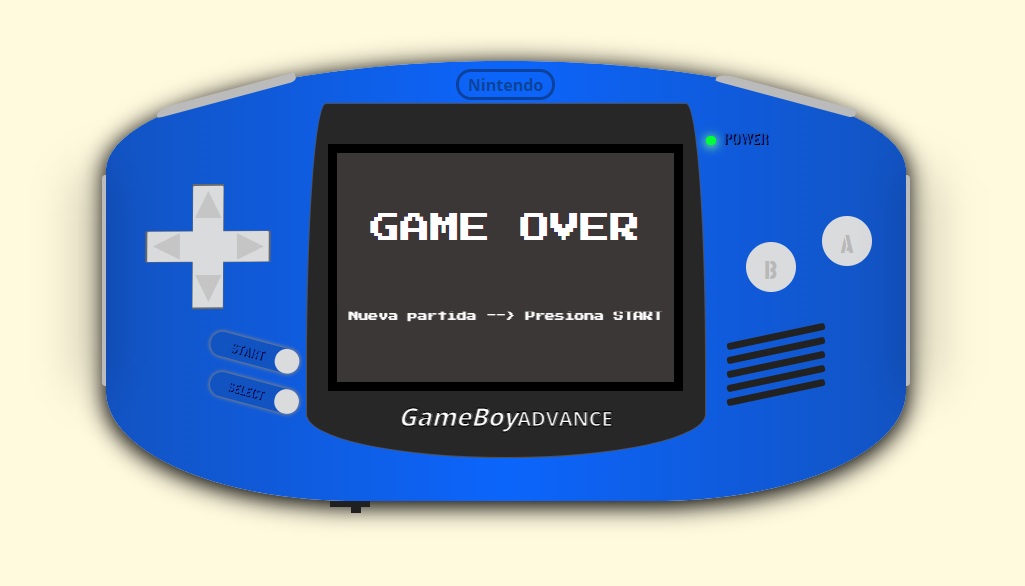 Nintendo
POWER
GAME OVER
A
B
Nueva partida --> Presiona START
START
SELECT
GameBoyADVANCE